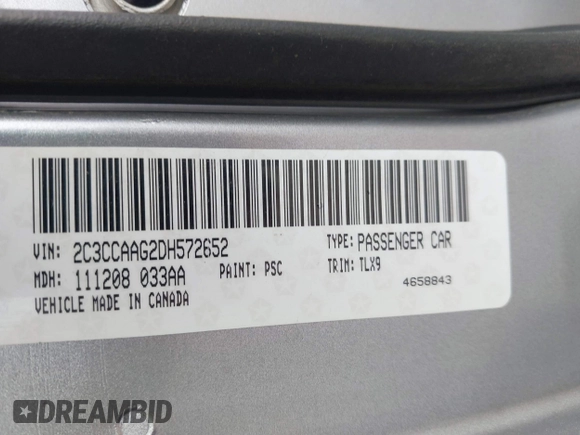 VIN: 2C3CCAAG2DH572652 TYPE: PASSENGER CAR
MDH: 111208 033AA PAINT: PSC TRIM: TLX9
VEHICLE MADE IN CANADA 4658843
DREAMBID